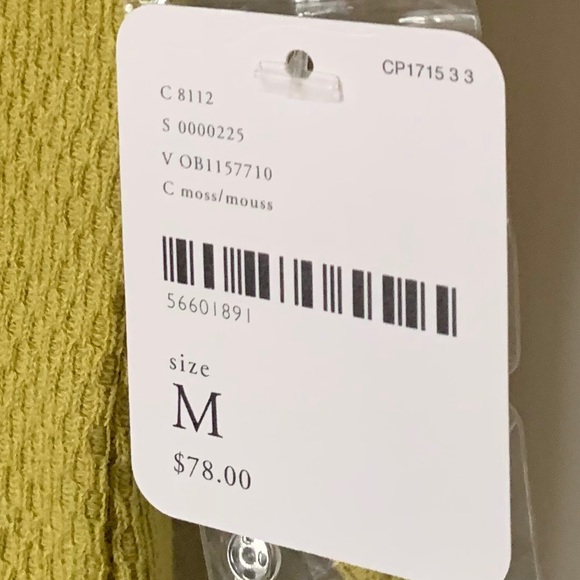 CP1715 3 3
C 8112
S 0000225
V OB1157710
C moss/mouss
56601891
size
M
$78.00